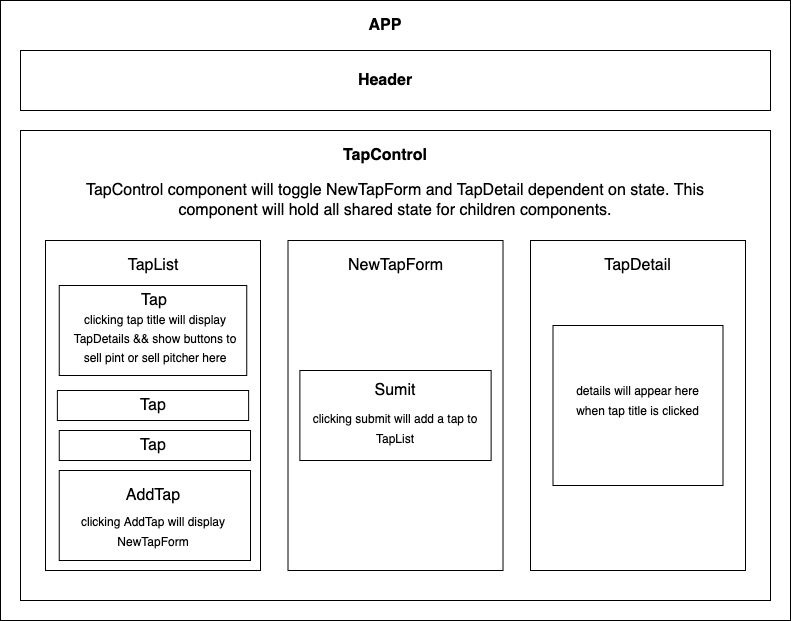 APP
Header
TapControl
TapControl component will toggle NewTapForm and TapDetail dependent on state. This
component will hold all shared state for children components.
TapList
Tap
clicking tap title will display
TapDetails && show buttons to
sell pint or sell pitcher here
Tap
Tap
AddTap
clicking AddTap will display
NewTapForm
NewTapForm
Sumit
clicking submit will add a tap to
TapList
TapDetail
details will appear here
when tap title is clicked